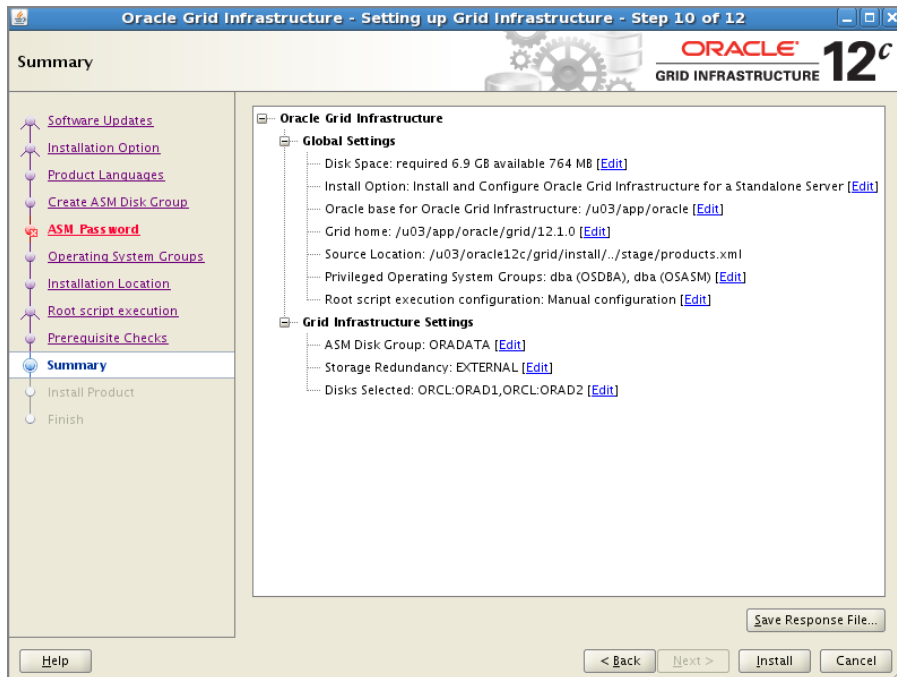 Oracle Grid Infrastructure - Setting up Grid Infrastructure - Step 10 of 12
Summary
ORACLE
GRID INFRASTRUCTURE
12c
Software Updates
Installation Option
Product Languages
Create ASM Disk Group
ASM Password
Operating System Groups
Installation Location
Root script execution
Prerequisite Checks
Summary
Install Product
Finish
Oracle Grid Infrastructure
Global Settings
Disk Space: required 6.9 GB available 764 MB [Edit]
Install Option: Install and Configure Oracle Grid Infrastructure for a Standalone Server [Edit]
Oracle base for Oracle Grid Infrastructure: /u03/app/oracle [Edit]
Grid home: /u03/app/oracle/grid/12.1.0 [Edit]
Source Location: /u03/oracle12c/grid/install/../stage/products.xml
Privileged Operating System Groups: dba (OSDBA), dba (OSASM) [Edit]
Root script execution configuration: Manual configuration [Edit]
Grid Infrastructure Settings
ASM Disk Group: ORADATA [Edit]
Storage Redundancy: EXTERNAL [Edit]
Disks Selected: ORCL:ORAD1,ORCL:ORAD2 [Edit]
Save Response File...
Help
< Back
Next >
Install
Cancel